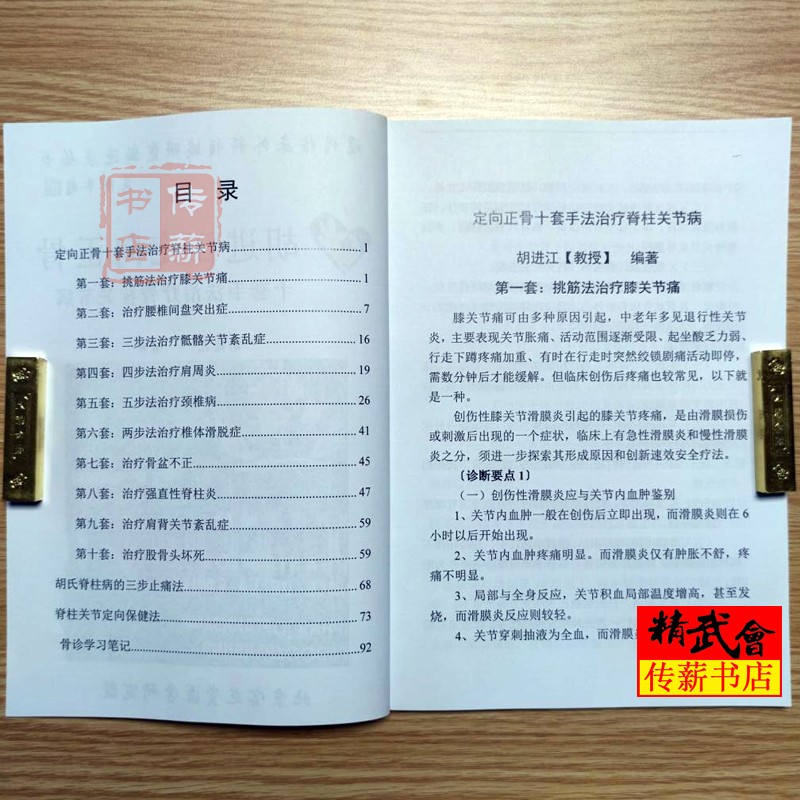 目 录
定向正骨十套手法治疗脊柱关节病........1
第一套：挑筋法治疗膝关节痛........1
第二套：治疗腰椎间盘突出症........7
第三套：三步法治骶髂关节紊乱症........16
第四套：四步法治疗肩周炎........19
第五套：五步法治疗颈椎病........26
第六套：两步法治疗椎体滑脱症........41
第七套：治疗骨盆不正........45
第八套：治疗强直性脊柱炎........47
第九套：治疗肩背关节紊乱症........59
第十套：治疗股骨头坏死........59
胡氏脊柱病的三步止痛法........68
脊柱关节定向保健法........73
骨诊学习笔记........92
传薪
书店
定向正骨十套手法治疗脊柱关节病
胡进江【教授】 编著
第一套：挑筋法治疗膝关节痛
膝关节痛可由多种原因引起，中老年多见退行性关节
炎，主要表现关节胀痛、活动范围逐渐受限、起坐酸乏力弱、
行走下蹲疼痛加重、有时在行走时突然绞锁剧痛活动即停，
需数分钟后才能缓解。但临床创伤后疼痛也较常见，以下就
是一种。
创伤性膝关节滑膜炎引起的膝关节疼痛，是由滑膜损伤
或刺激后出现的一个症状，临床上有急性滑膜炎和慢性滑膜
炎之分，须进一步探索其形成原因和创新速效安全疗法。
〔诊断要点1〕
（一）创伤性滑膜炎应与关节内血肿鉴别
1、关节内血肿一般在创伤后立即出现，而滑膜炎则在6
小时以后开始出现。
2、关节内血肿疼痛明显。而滑膜炎仅有肿胀不舒，疼
痛不明显。
3、局部与全身反应，关节积血局部温度增高，甚至发
烧，而滑膜炎反应则较轻。
4、关节穿刺抽液为全血，而滑膜
精武會
传薪书店